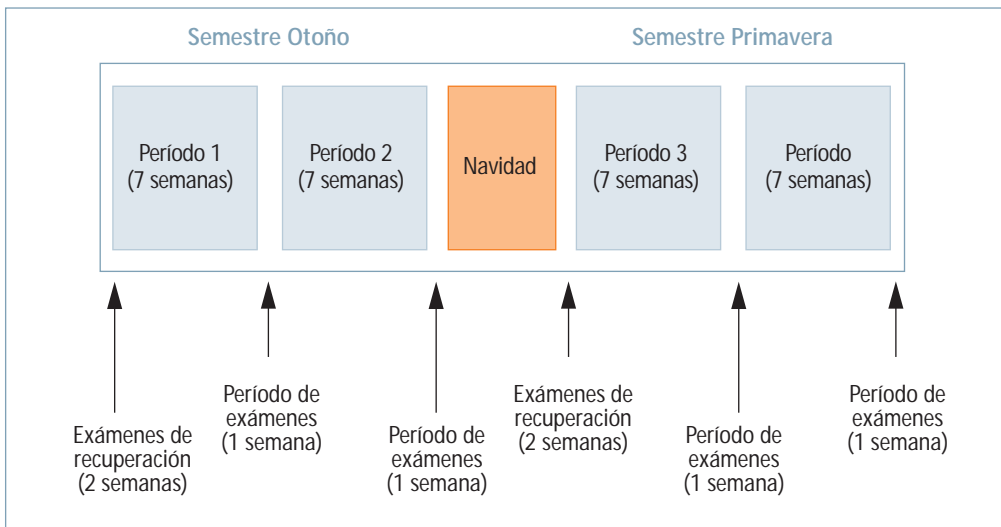 Semestre Otoño
Semestre Primavera
Período 1
(7 semanas)
Período 2
(7 semanas)
Navidad
Período 3
(7 semanas)
Período
(7 semanas)
Exámenes de
recuperación
(2 semanas)
Período de
exámenes
(1 semana)
Período de
exámenes
(1 semana)
Exámenes de
recuperación
(2 semanas)
Período de
exámenes
(1 semana)
Período de
exámenes
(1 semana)